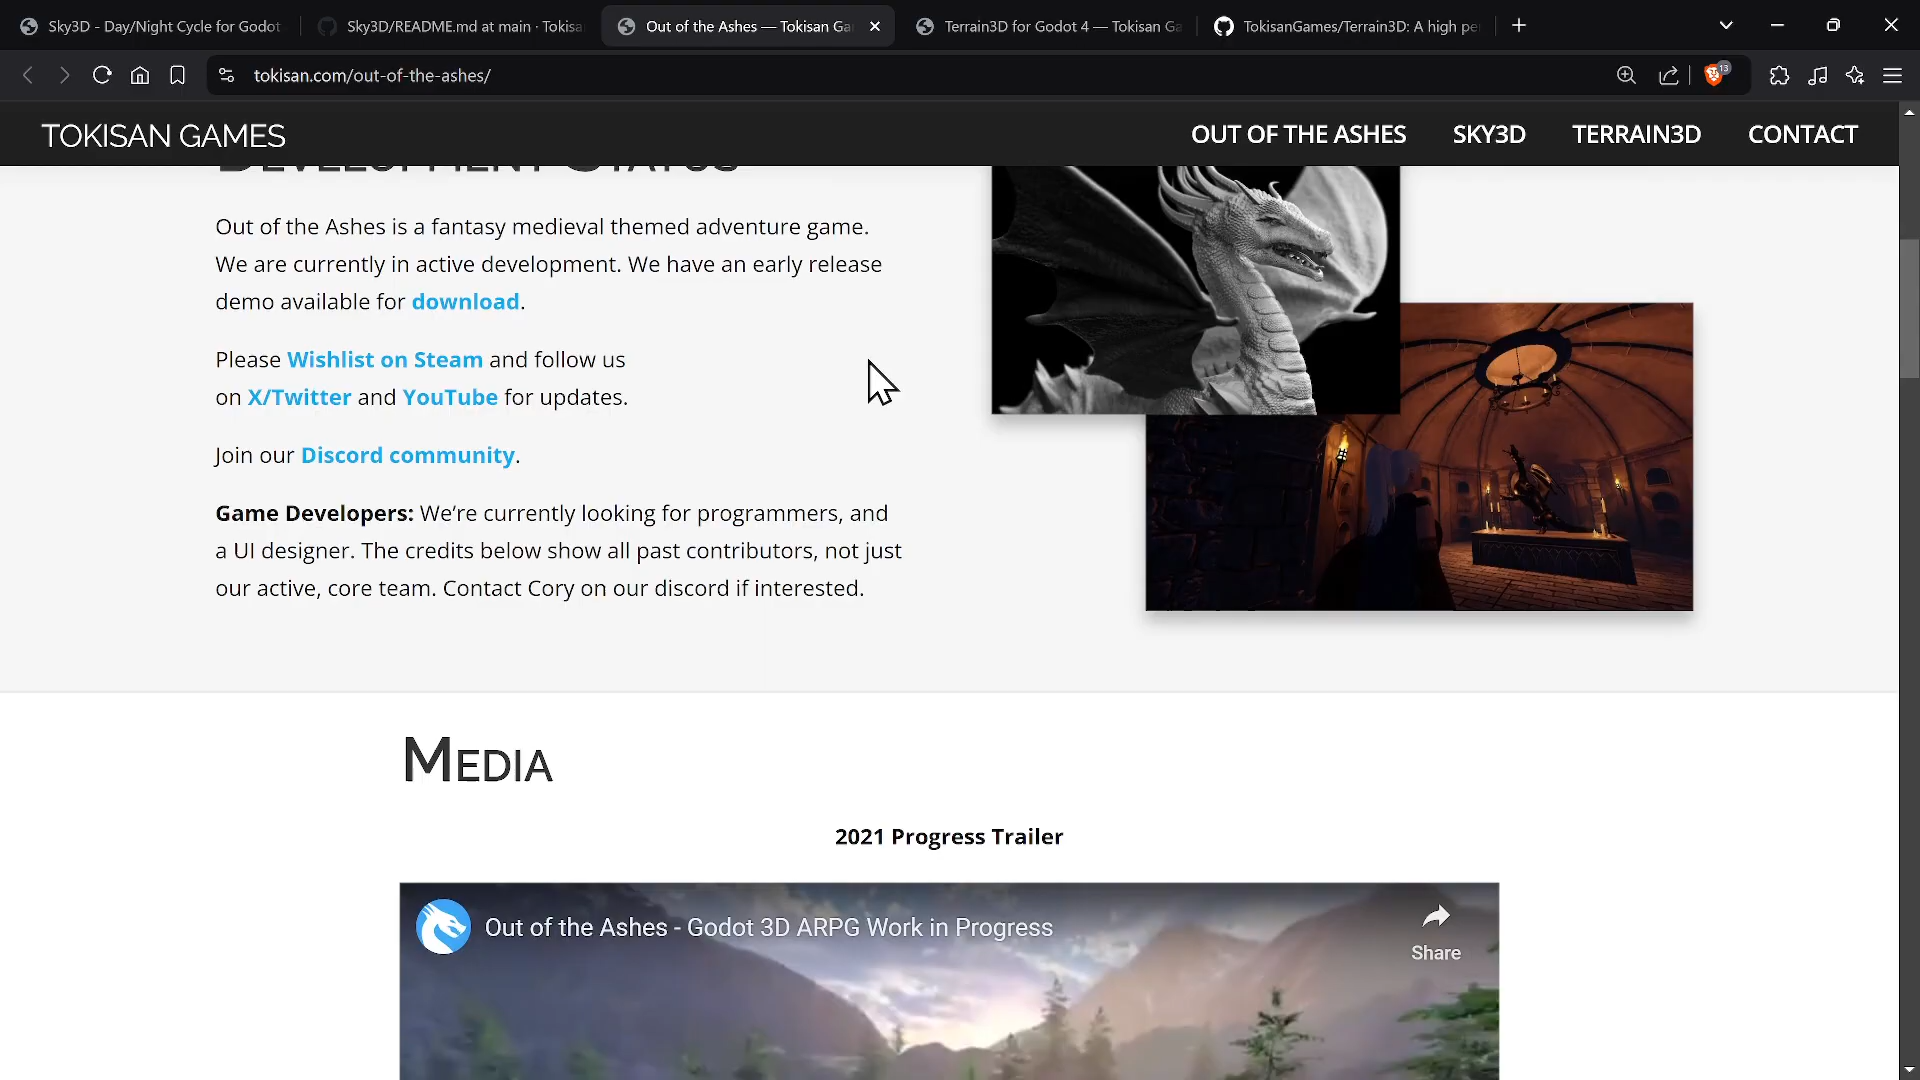 Sky3D - Day/Night Cycle for Godot
Sky3D/README.md at main · Tokisan
Out of the Ashes — Tokisan Ga
Terrain3D for Godot 4 — Tokisan Ga
TokisanGames/Terrain3D: A high pe
tokisan.com/out-of-the-ashes/
13
TOKISAN GAMES
OUT OF THE ASHES
SKY3D
TERRAIN3D
CONTACT
DEVELOPMENT STATUS
Out of the Ashes is a fantasy medieval themed adventure game.
We are currently in active development. We have an early release
demo available for download.
Please Wishlist on Steam and follow us
on X/Twitter and YouTube for updates.
Join our Discord community.
Game Developers: We’re currently looking for programmers, and
a UI designer. The credits below show all past contributors, not just
our active, core team. Contact Cory on our discord if interested.
MEDIA
2021 Progress Trailer
Out of the Ashes - Godot 3D ARPG Work in Progress
Share